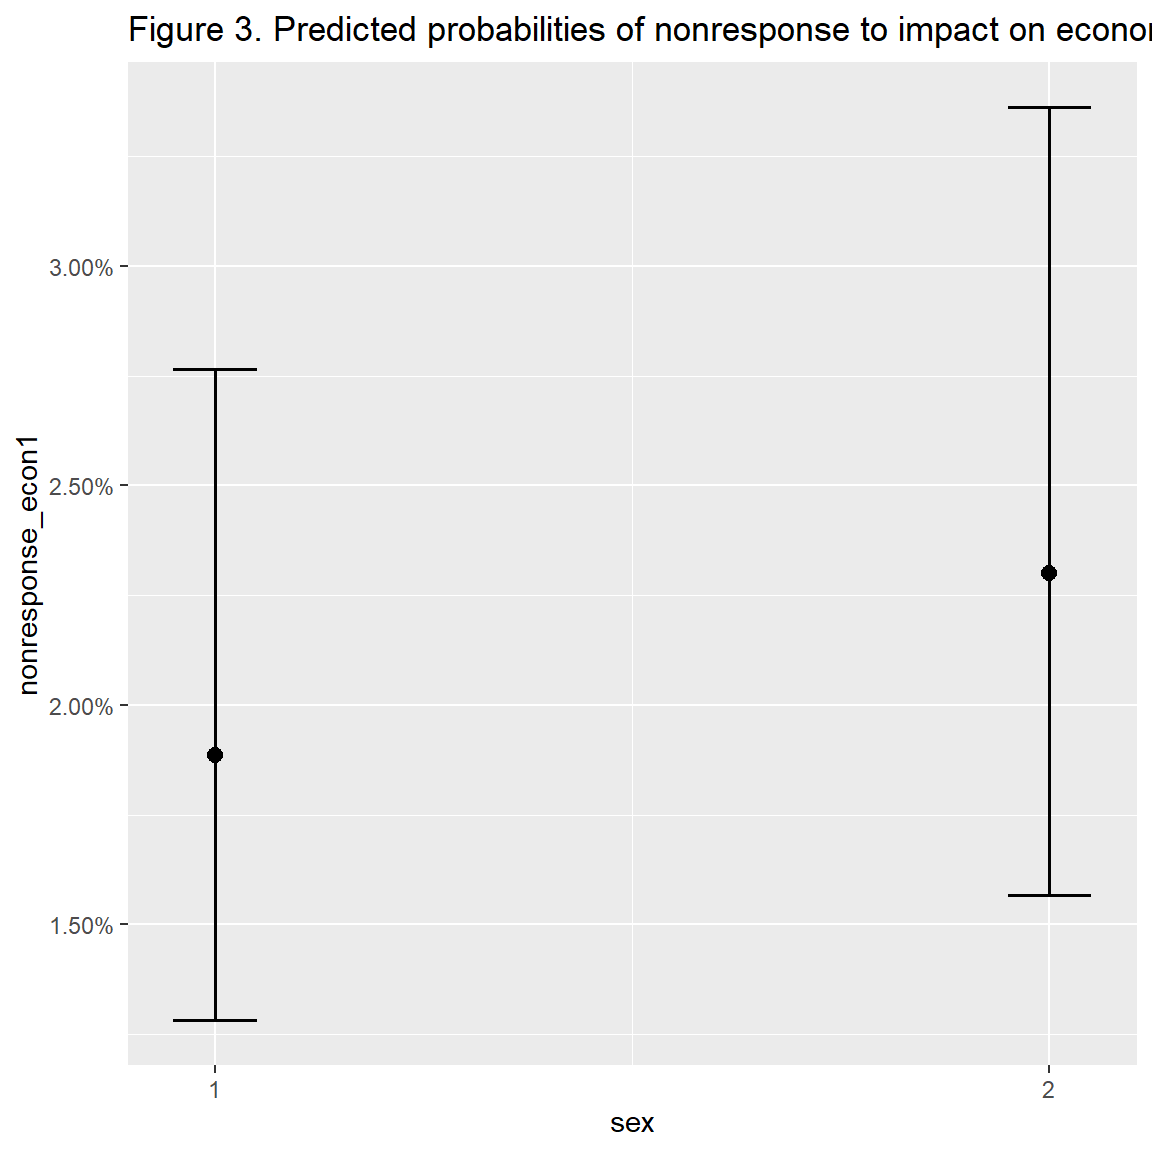 Figure 3. Predicted probabilities of nonresponse to impact on
nonresponse_econ1
3.00%
2.50%
2.00%
1.50%
1
2
sex